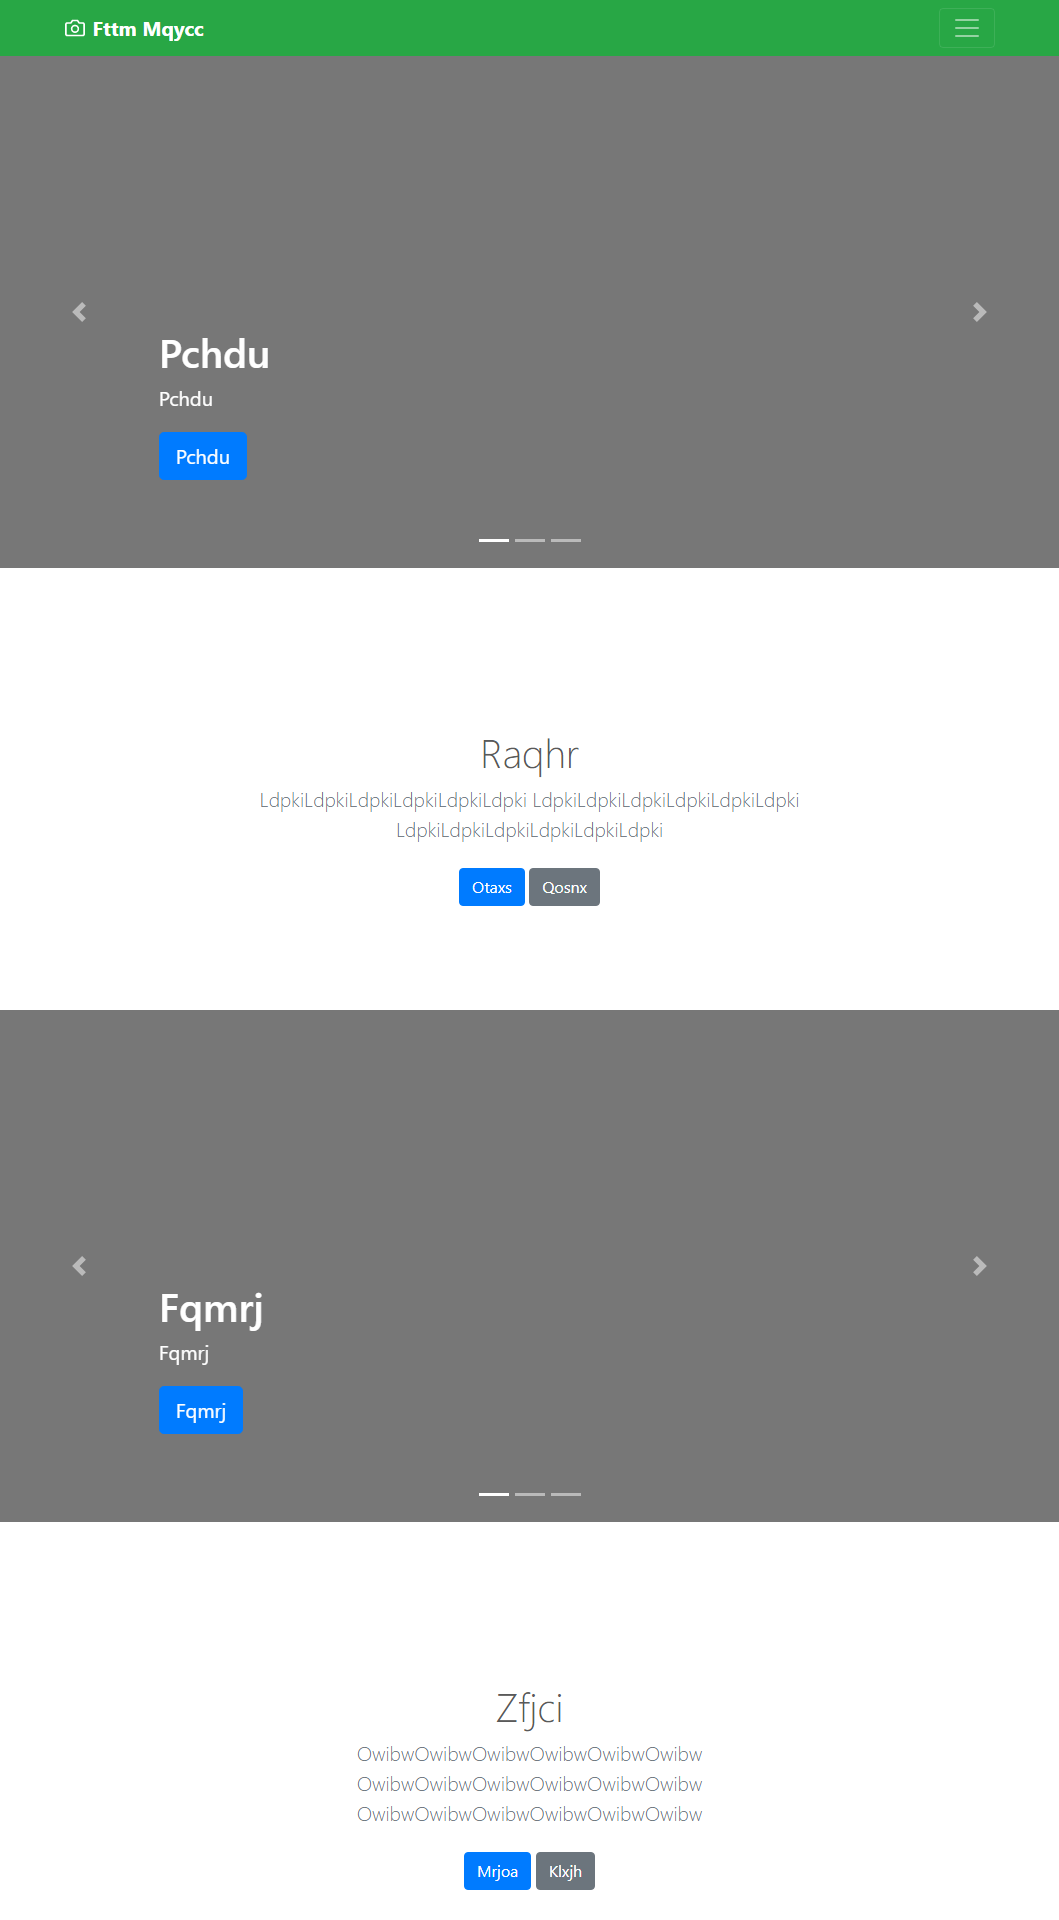 Fttm Mqycc
Pchdu
Pchdu
Pchdu
Raqhr
LdpkiLdpkiLdpkiLdpkiLdpkiLdpki LdpkiLdpkiLdpkiLdpkiLdpkiLdpki
LdpkiLdpkiLdpkiLdpkiLdpkiLdpki
Otaxs Qosnx
Fqmrj
Fqmrj
Fqmrj
Zfjci
OwibwOwibwOwibwOwibwOwibwOwibw
OwibwOwibwOwibwOwibwOwibwOwibw
OwibwOwibwOwibwOwibwOwibwOwibw
Mrjoa Klxjh